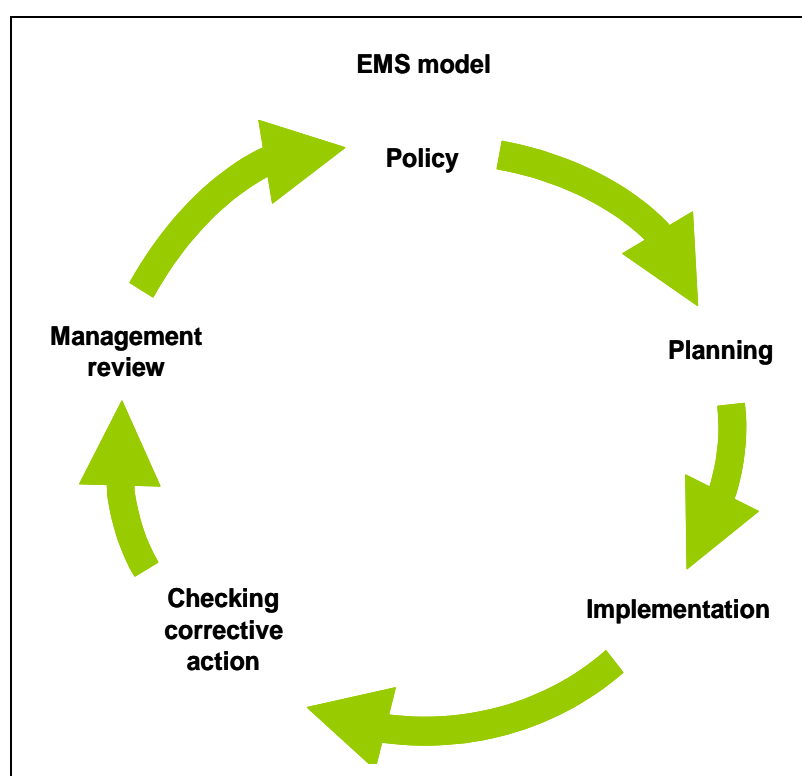 EMS model
Policy
Planning
Implementation
Checking
corrective
action
Management
review